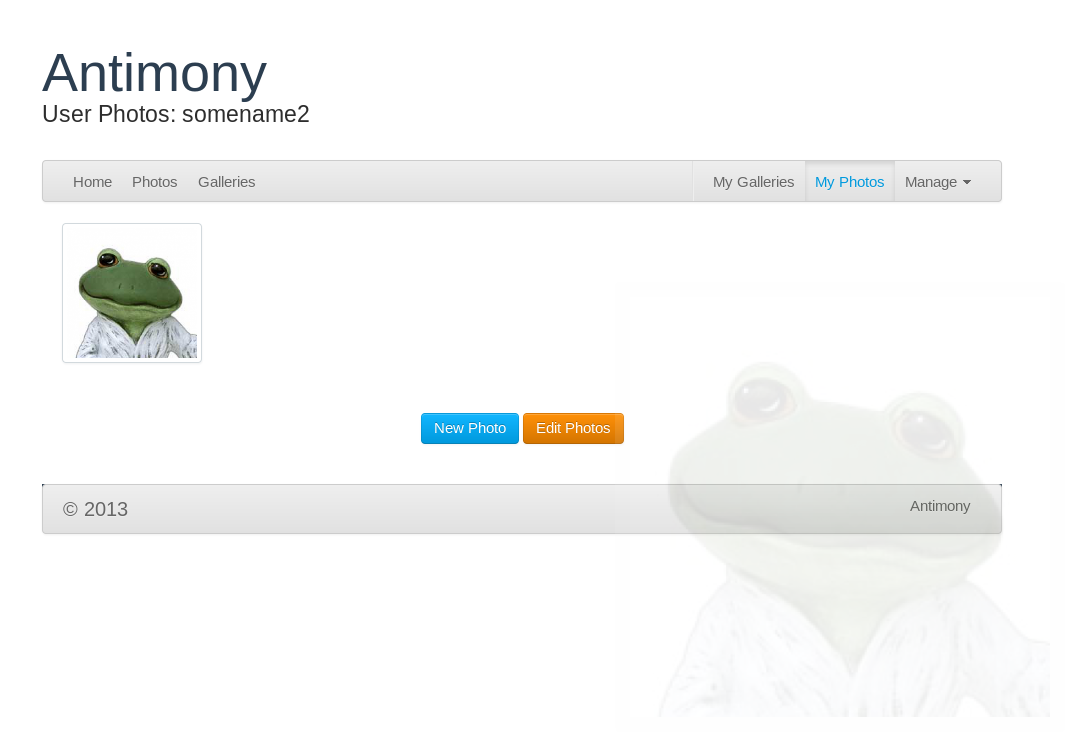 Antimony
User Photos: somename2
Home Photos Galleries My Galleries My Photos Manage
New Photo Edit Photos
© 2013 Antimony